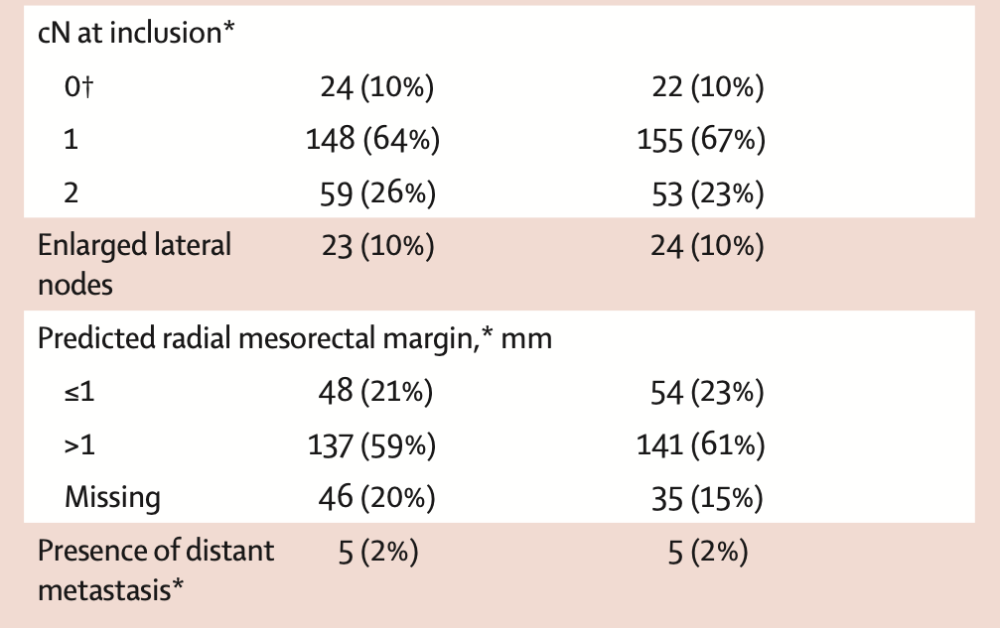 cN at inclusion*
0† 24 (10%) 22 (10%)
1 148 (64%) 155 (67%)
2 59 (26%) 53 (23%)
Enlarged lateral 23 (10%) 24 (10%)
nodes
Predicted radial mesorectal margin,* mm
≤1 48 (21%) 54 (23%)
>1 137 (59%) 141 (61%)
Missing 46 (20%) 35 (15%)
Presence of distant 5 (2%) 5 (2%)
metastasis*